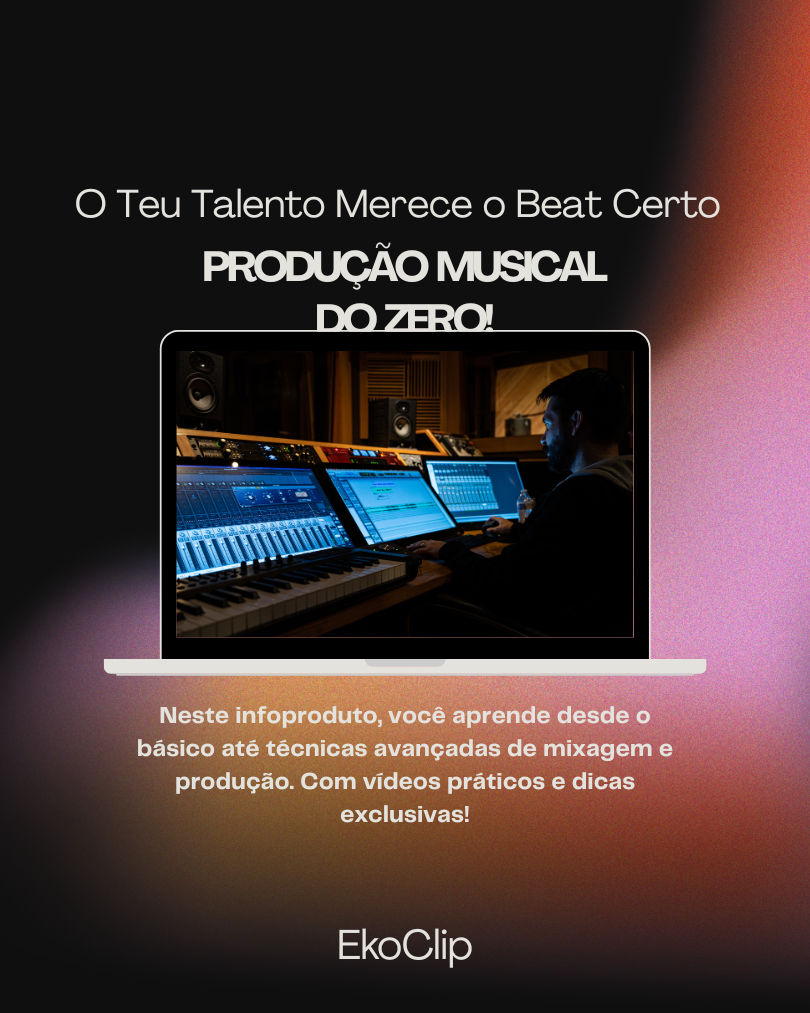 O Teu Talento Merece o Beat Certo
PRODUÇÃO MUSICAL
DO ZERO!
Neste infoproduto, você aprende desde o
básico até técnicas avançadas de mixagem e
produção. Com vídeos práticos e dicas
exclusivas!
EkoClip